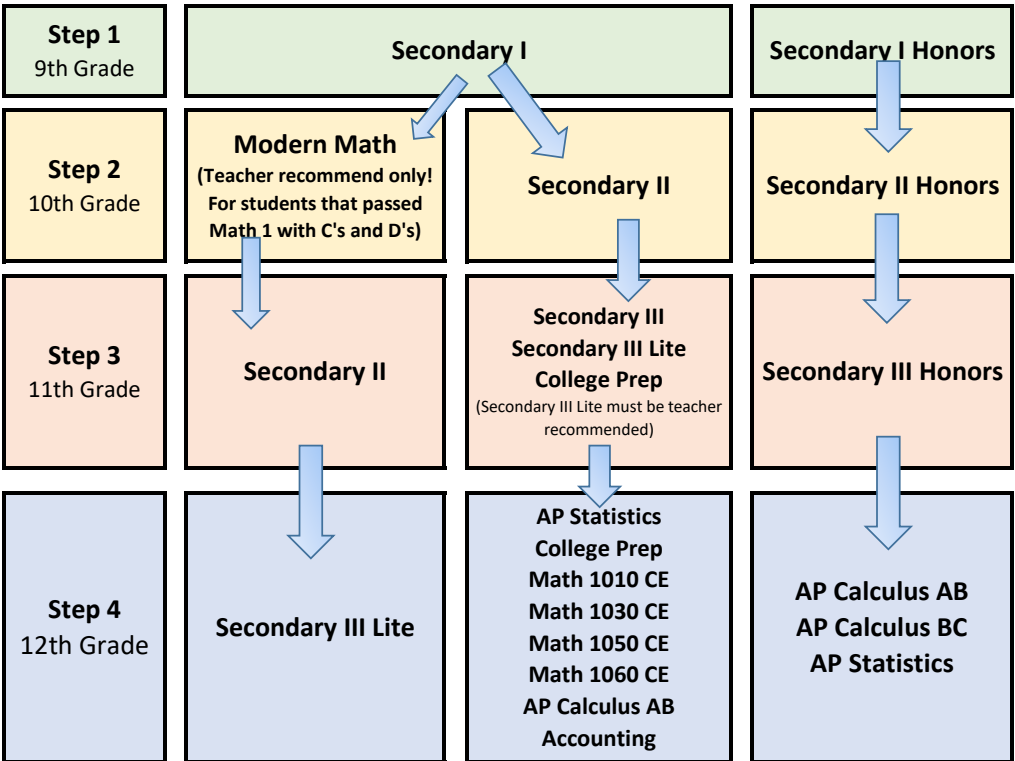 Step 1
9th Grade
Secondary I
Secondary I Honors
Step 2
10th Grade
Modern Math
(Teacher recommend only!
For students that passed
Math 1 with C's and D's)
Secondary II
Secondary II Honors
Step 3
11th Grade
Secondary II
Secondary III
Secondary III Lite
College Prep
(Secondary III Lite must be teacher
recommended)
Secondary III Honors
Step 4
12th Grade
Secondary III Lite
AP Statistics
College Prep
Math 1010 CE
Math 1030 CE
Math 1050 CE
Math 1060 CE
AP Calculus AB
Accounting
AP Calculus AB
AP Calculus BC
AP Statistics